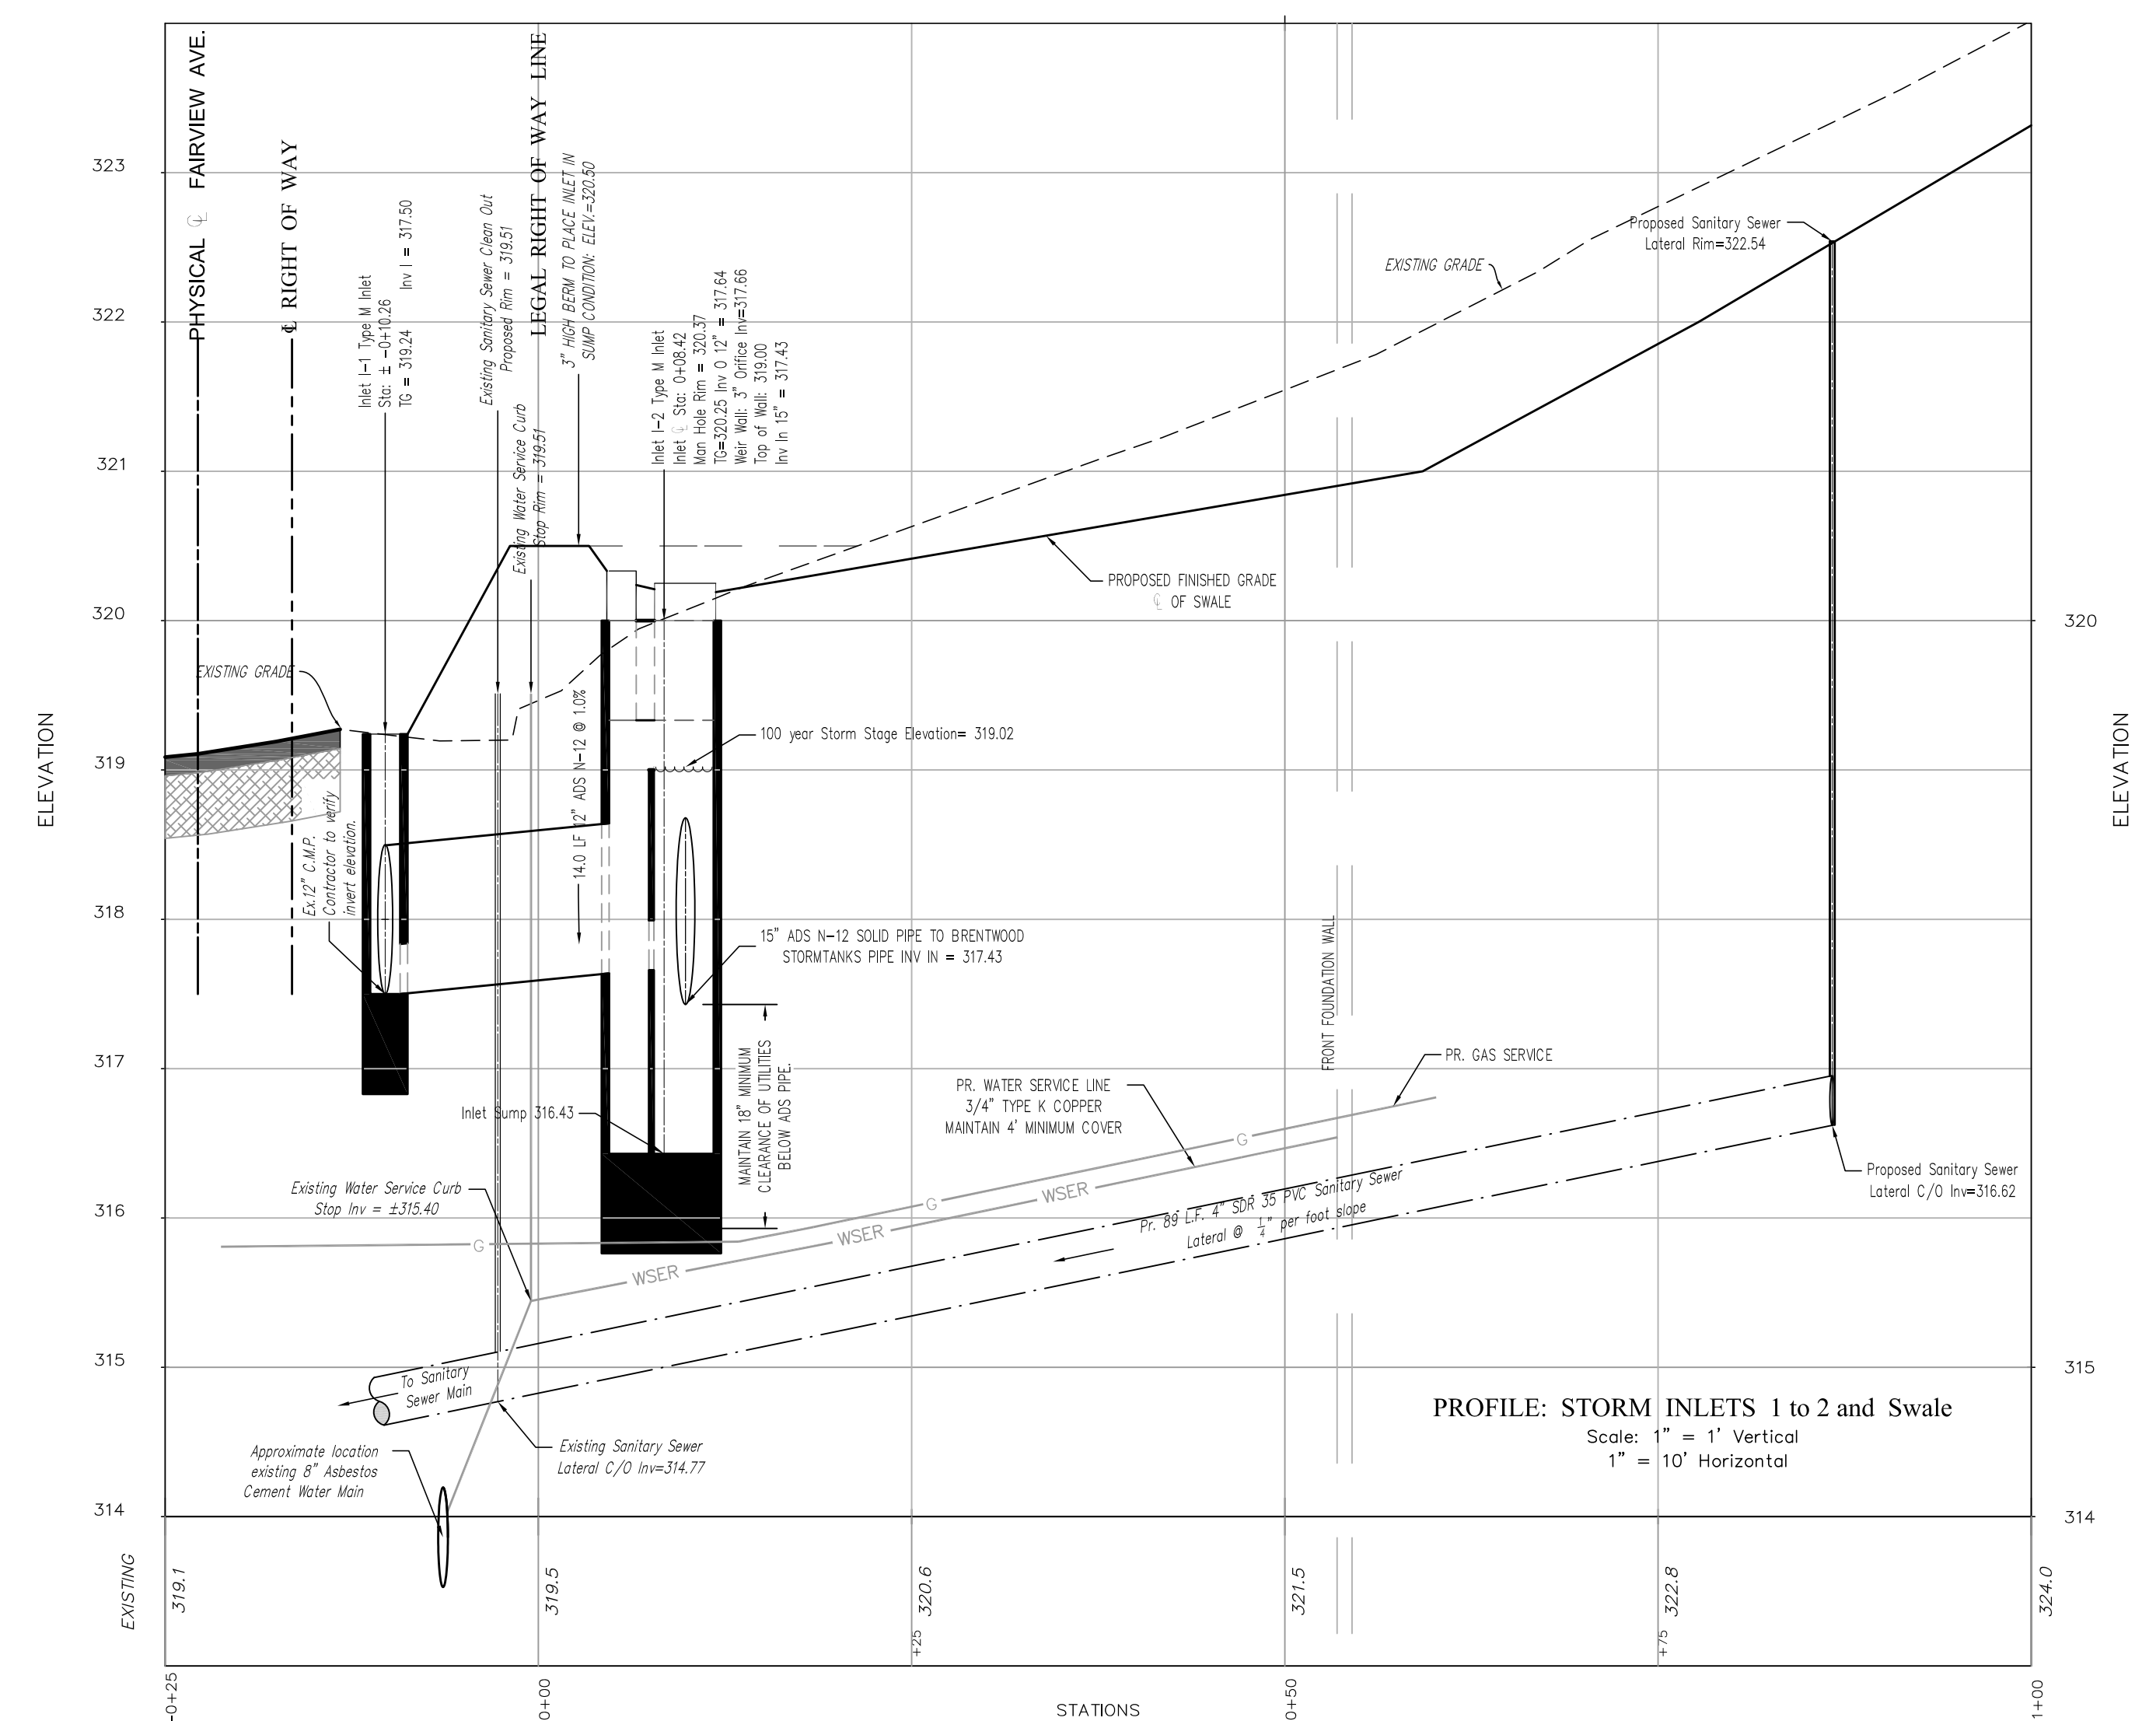 PHYSICAL ℄ FAIRVIEW AVE.
℄ RIGHT OF WAY
Inlet I-1 Type M Inlet
Sta: ± -0+10.26
TG = 319.24 Inv I = 317.50
Existing Sanitary Sewer Clean Out
Proposed Rim = 319.51
Existing Water Service Curb
Stop Rim = 319.51
LEGAL RIGHT OF WAY LINE
3" HIGH BERM TO PLACE INLET IN
SUMP CONDITION: ELEV.=320.50
Inlet I-2 Type M Inlet
Inlet ℄ Sta: 0+08.42
Man Hole Rim = 320.37
TG=320.25 Inv O 12" = 317.64
Weir Wall: 3" Orifice Inv=317.66
Top of Wall: 319.00
Inv In 15" = 317.43
323
322
321
320
319
318
317
316
315
314
ELEVATION
EXISTING GRADE
Proposed Sanitary Sewer
Lateral Rim=322.54
EXISTING GRADE
PROPOSED FINISHED GRADE
℄ OF SWALE
320
315
314
ELEVATION
100 year Storm Stage Elevation= 319.02
14.0 LF 12" ADS N-12 @ 1.0%
Ex.12" C.M.P.
Contractor to verify
invert elevation.
15" ADS N-12 SOLID PIPE TO BRENTWOOD
STORMTANKS PIPE INV IN = 317.43
FRONT FOUNDATION WALL
MAINTAIN 18" MINIMUM
CLEARANCE OF UTILITIES
BELOW ADS PIPE.
Inlet Sump 316.43
PR. GAS SERVICE
PR. WATER SERVICE LINE
3/4" TYPE K COPPER
MAINTAIN 4' MINIMUM COVER
G
G
G
WSER
WSER
WSER
Existing Water Service Curb
Stop Inv = ±315.40
Pr. 89 L.F. 4" SDR 35 PVC Sanitary Sewer
Lateral @ 1/4" per foot slope
Proposed Sanitary Sewer
Lateral C/O Inv=316.62
To Sanitary
Sewer Main
Existing Sanitary Sewer
Lateral C/O Inv=314.77
Approximate location
existing 8" Asbestos
Cement Water Main
PROFILE: STORM INLETS 1 to 2 and Swale
Scale: 1" = 1' Vertical
1" = 10' Horizontal
EXISTING
319.1
319.5
320.6
321.5
322.8
324.0
-0+25
0+00
+25
0+50
+75
1+00
STATIONS